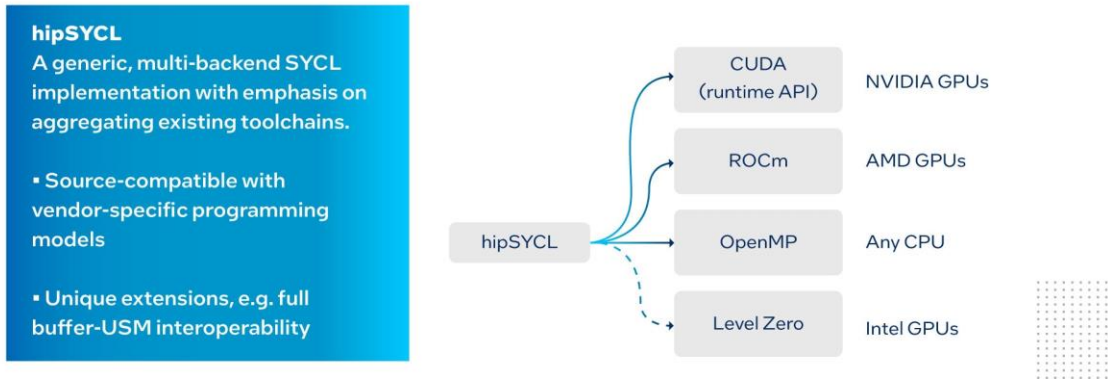 hipSYCL
A generic, multi-backend SYCL
implementation with emphasis on
aggregating existing toolchains.
▪ Source-compatible with
vendor-specific programming
models
▪ Unique extensions, e.g. full
buffer-USM interoperability
hipSYCL
CUDA
(runtime API)
NVIDIA GPUs
ROCm
AMD GPUs
OpenMP
Any CPU
Level Zero
Intel GPUs